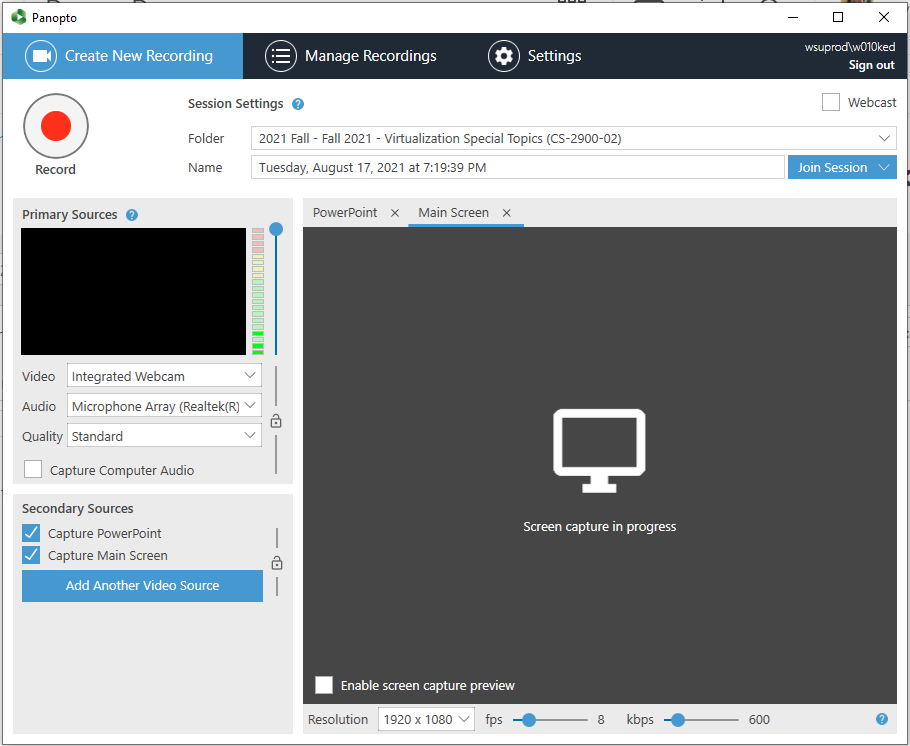 Panopto
Create New Recording
Manage Recordings
Settings
wsuprod\w010ked
Sign out
Record
Session Settings ?
Webcast
Folder 2021 Fall - Fall 2021 - Virtualization Special Topics (CS-2900-02)
Name Tuesday, August 17, 2021 at 7:19:39 PM Join Session
Primary Sources ?
Video Integrated Webcam
Audio Microphone Array (Realtek(R)
Quality Standard
Capture Computer Audio
Secondary Sources
Capture PowerPoint
Capture Main Screen
Add Another Video Source
PowerPoint Main Screen
Screen capture in progress
Enable screen capture preview
Resolution 1920 x 1080 fps 8 kbps 600 ?